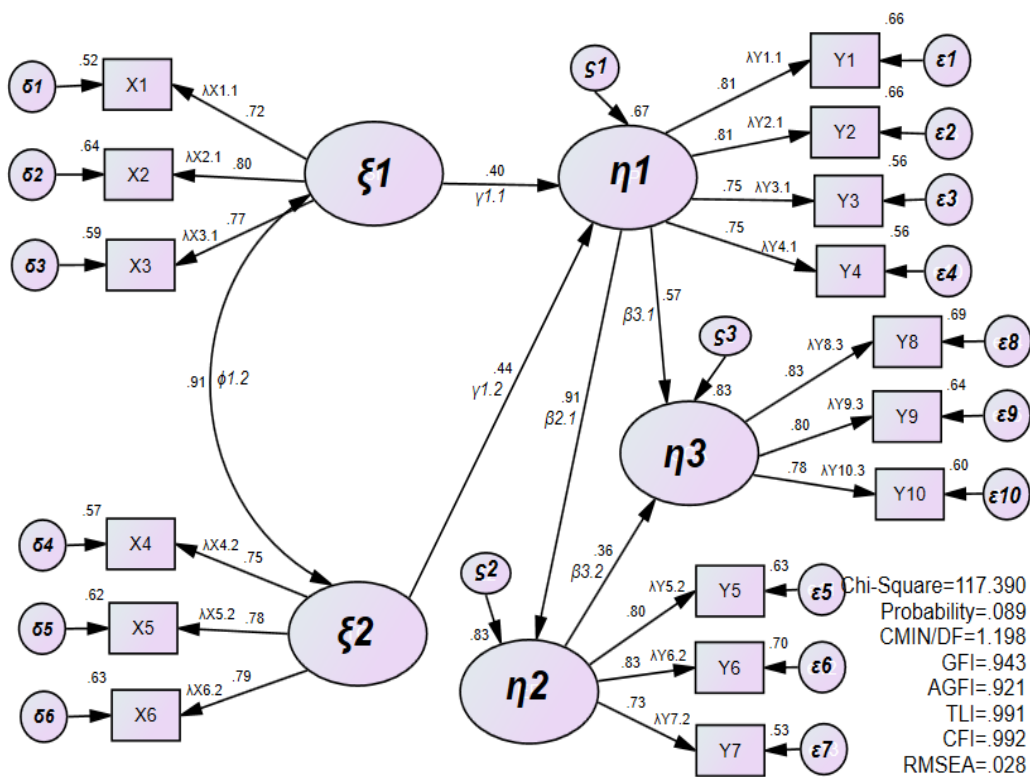 δ1
.52
X1
λX1.1
.72
δ2
.64
X2
λX2.1
.80
δ3
.59
X3
λX3.1
.77
ξ1
.40
γ1.1
ς1
.67
η1
.81
λY1.1
.66
Y1
ε1
.81
λY2.1
.66
Y2
ε2
.75
λY3.1
.56
Y3
ε3
.75
λY4.1
.56
Y4
ε4
.57
β3.1
ς3
.83
η3
.83
λY8.3
.69
Y8
ε8
.80
λY9.3
.64
Y9
ε9
.78
λY10.3
.60
Y10
ε10
.91
ϕ1.2
.44
γ1.2
.91
β2.1
δ4
.57
X4
λX4.2
.75
δ5
.62
X5
λX5.2
.78
δ6
.63
X6
λX6.2
.79
ξ2
ς2
.83
η2
.36
β3.2
λY5.2
.80
Y5
.63
ε5
.83
λY6.2
Y6
.70
ε6
.73
λY7.2
Y7
.53
ε7
Chi-Square=117.390
Probability=.089
CMIN/DF=1.198
GFI=.943
AGFI=.921
TLI=.991
CFI=.992
RMSEA=.028